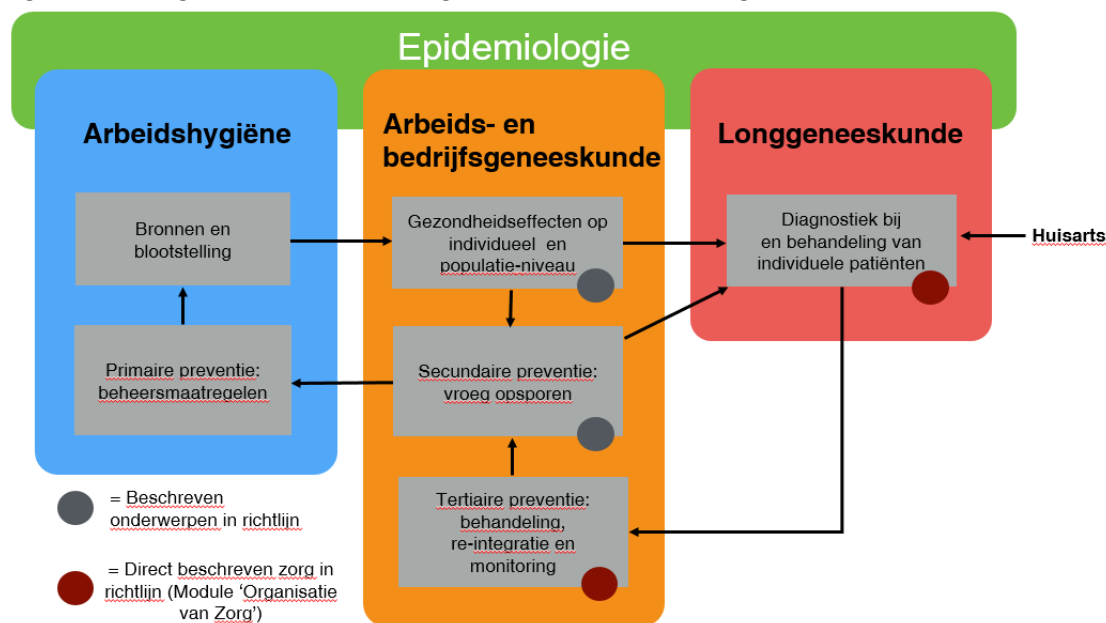 Epidemiologie
Arbeidshygiëne
Arbeids- en
bedrijfsgeneeskunde
Longgeneeskunde
Bronnen en
blootstelling
Gezondheidseffecten op
individueel en
populatie-niveau
Diagnostiek bij
en behandeling van
individuele patiënten
Huisarts
Primaire preventie:
beheersmaatregelen
Secundaire preventie:
vroeg opsporen
Tertiaire preventie:
behandeling,
re-integratie en
monitoring
= Beschreven
onderwerpen in richtlijn
= Direct beschreven zorg in
richtlijn (Module ‘Organisatie
van Zorg’)